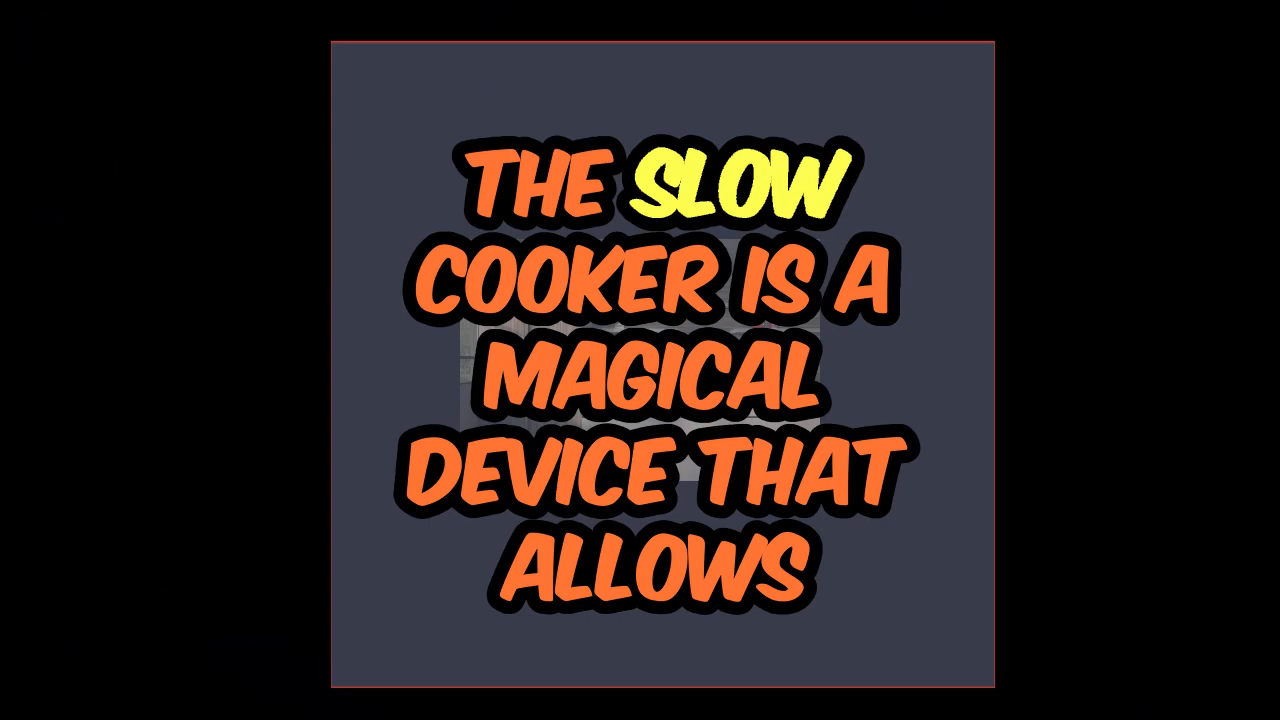 THE SLOW
COOKER IS A
MAGICAL
DEVICE THAT
ALLOWS